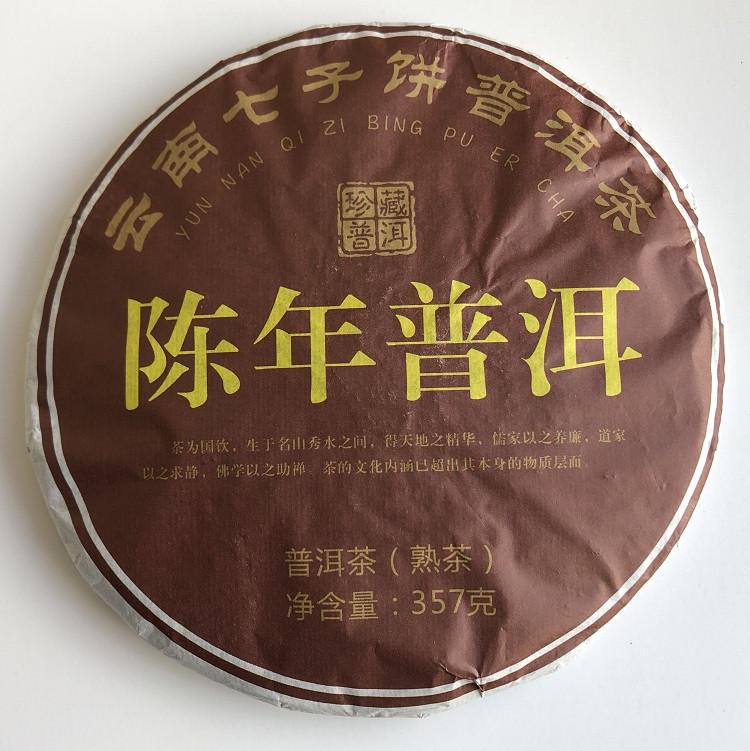 云南七子饼普洱茶
YUN NAN QI ZI BING PU ER CHA
珍藏
普洱
陈年普洱
茶为国饮，生于名山秀水之间，得天地之精华，儒家以之养廉，道家
以之求静，佛学以之助禅。茶的文化内涵已超出其本身的物质层面。
普洱茶（熟茶）
净含量：357克